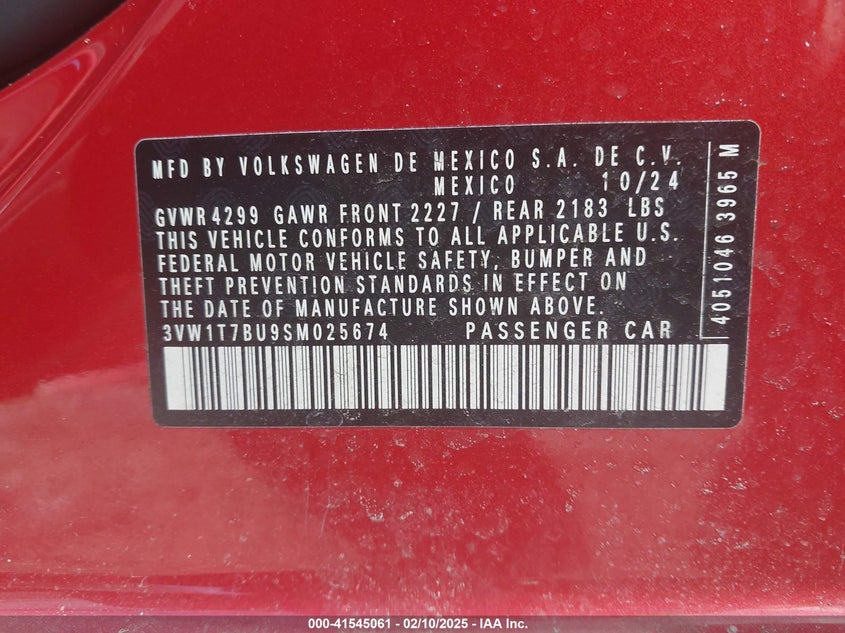 MFD BY VOLKSWAGEN DE MEXICO S.A. DE C.V.
MEXICO 10/24
GVWR 4299 GAWR FRONT 2227 / REAR 2183 LBS
THIS VEHICLE CONFORMS TO ALL APPLICABLE U.S.
FEDERAL MOTOR VEHICLE SAFETY, BUMPER AND
THEFT PREVENTION STANDARDS IN EFFECT ON
THE DATE OF MANUFACTURE SHOWN ABOVE.
3VW1T7BU9SM025674 PASSENGER CAR
4051046 3965 M
000-41545061 - 02/10/2025 - IAA Inc.